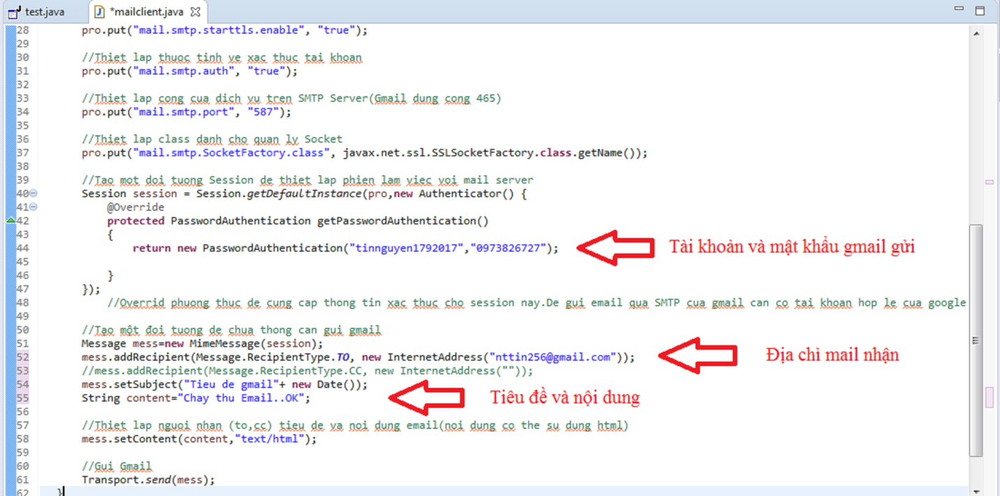 test.java *mailclient.java
28 pro.put("mail.smtp.starttls.enable", "true");
29
30 //Thiet lap thuoc tinh ve xac thuc tai khoan
31 pro.put("mail.smtp.auth", "true");
32
33 //Thiet lap cong cua dich vu tren SMTP Server(Gmail dung cong 465)
34 pro.put("mail.smtp.port", "587");
35
36 //Thiet lap class danh cho quan ly Socket
37 pro.put("mail.smtp.SocketFactory.class", javax.net.ssl.SSLSocketFactory.class.getName());
38
39 //Tao mot doi tuong Session de thiet lap phien lam viec voi mail server
40 Session session = Session.getDefaultInstance(pro,new Authenticator() {
41 @Override
42 protected PasswordAuthentication getPasswordAuthentication()
43 {
44 return new PasswordAuthentication("tinnguyen1792017","0973826727"); Tài khoản và mật khẩu gmail gửi
45
46 }
47 });
48 //Overrid phuong thuc de cung cap thong tin xac thuc cho session nay.De gui email qua SMTP cua gmail can co tai khoan hop le cua google
49
50 //Tạo một đoi tuong de chua thong can gui gmail
51 Message mess=new MimeMessage(session);
52 mess.addRecipient(Message.RecipientType.TO, new InternetAddress("nttin256@gmail.com")); Địa chỉ mail nhận
53 //mess.addRecipient(Message.RecipientType.CC, new InternetAddress(""));
54 mess.setSubject("Tieu de gmail"+ new Date());
55 String content="Chay thu Email..OK"; Tiêu đề và nội dung
56
57 //Thiet lap nguoi nhan (to,cc) tieu de va noi dung email(noi dung co the su dung html)
58 mess.setContent(content,"text/html");
59
60 //Gui Gmail
61 Transport.send(mess);
62 }